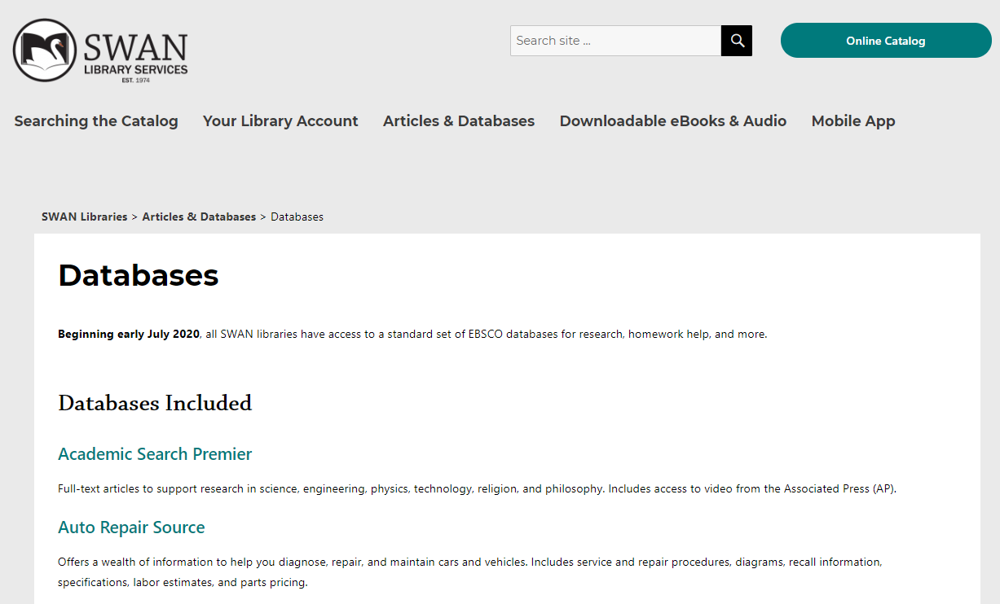 SWAN
LIBRARY SERVICES
EST. 1974
Search site ...
Online Catalog
Searching the Catalog
Your Library Account
Articles & Databases
Downloadable eBooks & Audio
Mobile App
SWAN Libraries > Articles & Databases > Databases
Databases
Beginning early July 2020, all SWAN libraries have access to a standard set of EBSCO databases for research, homework help, and more.
Databases Included
Academic Search Premier
Full-text articles to support research in science, engineering, physics, technology, religion, and philosophy. Includes access to video from the Associated Press (AP).
Auto Repair Source
Offers a wealth of information to help you diagnose, repair, and maintain cars and vehicles. Includes service and repair procedures, diagrams, recall information,
specifications, labor estimates, and parts pricing.